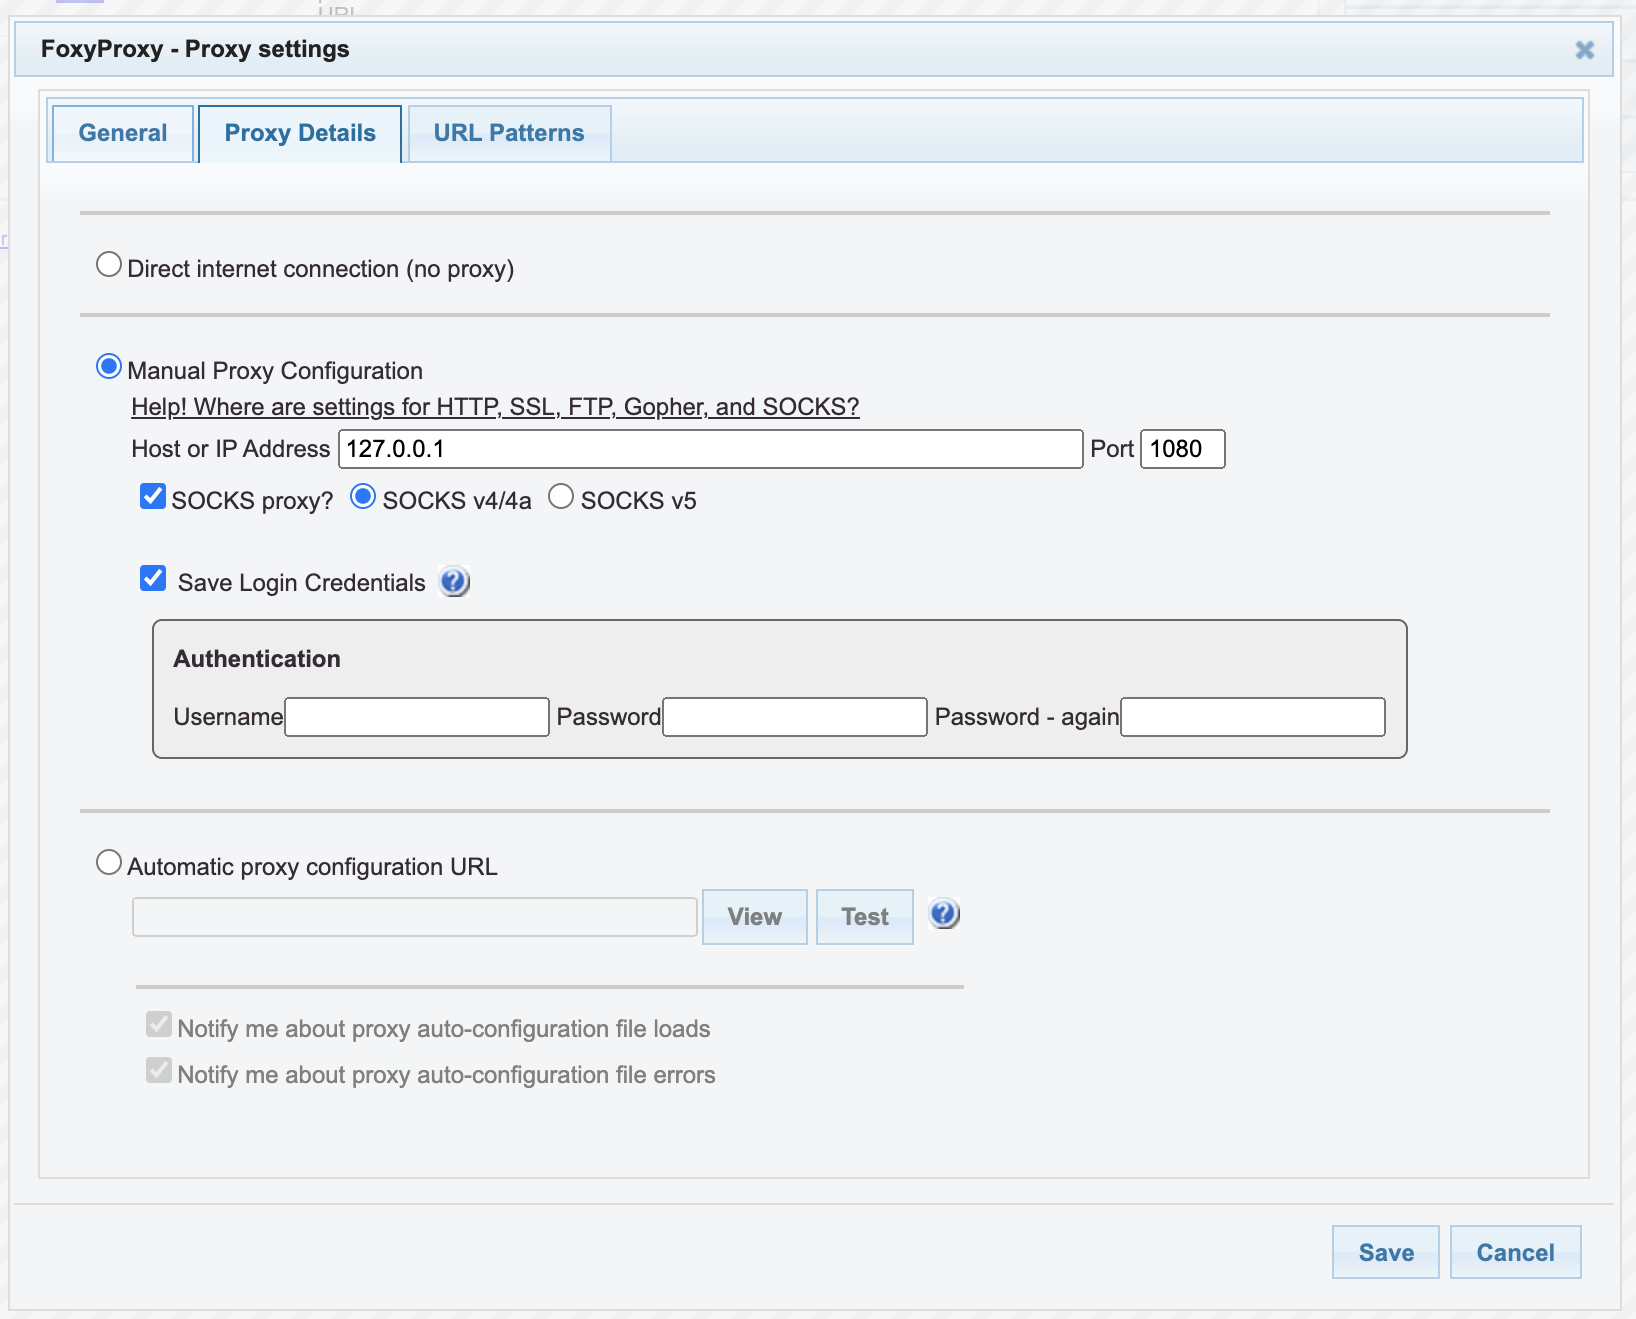 FoxyProxy - Proxy settings
General Proxy Details URL Patterns
Direct internet connection (no proxy)
Manual Proxy Configuration
Help! Where are settings for HTTP, SSL, FTP, Gopher, and SOCKS?
Host or IP Address 127.0.0.1 Port 1080
SOCKS proxy? SOCKS v4/4a SOCKS v5
Save Login Credentials
Authentication
Username Password Password - again
Automatic proxy configuration URL
View Test
Notify me about proxy auto-configuration file loads
Notify me about proxy auto-configuration file errors
Save Cancel